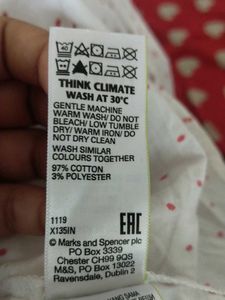 40
THINK CLIMATE
WASH AT 30°C
GENTLE MACHINE
WARM WASH/ DO NOT
BLEACH/ LOW TUMBLE
DRY/ WARM IRON/ DO
NOT DRY CLEAN
WASH SIMILAR
COLOURS TOGETHER
97% COTTON
3% POLYESTER
1119
X135IN
EAC
© Marks and Spencer plc
PO Box 3339
Chester CH99 9QS
M&S, PO Box 13022
Ravensdale, Dublin 2